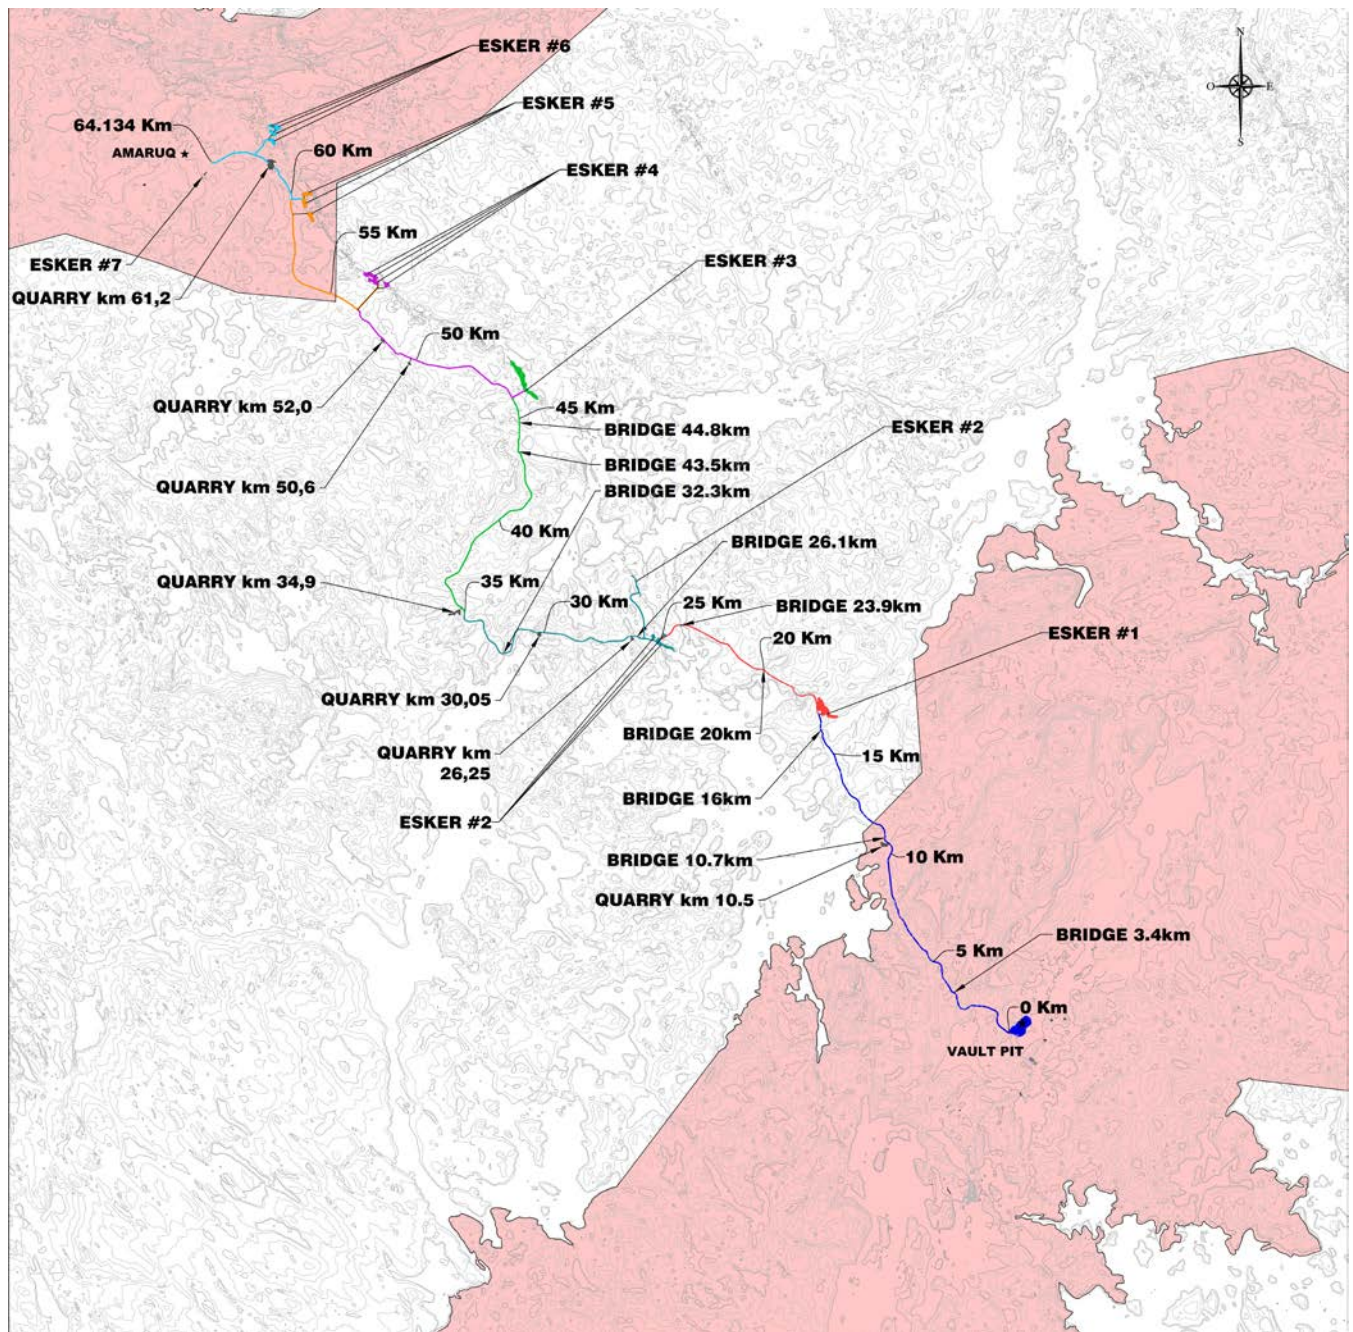 N
O
E
S
ESKER #6
ESKER #5
64.134 Km
AMARUQ ★
60 Km
ESKER #4
55 Km
ESKER #7
ESKER #3
QUARRY km 61,2
50 Km
QUARRY km 52,0
45 Km
BRIDGE 44.8km
ESKER #2
BRIDGE 43.5km
QUARRY km 50,6
BRIDGE 32.3km
40 Km
BRIDGE 26.1km
QUARRY km 34,9
35 Km
30 Km
25 Km
BRIDGE 23.9km
20 Km
ESKER #1
QUARRY km 30,05
BRIDGE 20km
QUARRY km
26,25
15 Km
BRIDGE 16km
ESKER #2
BRIDGE 10.7km
10 Km
QUARRY km 10.5
BRIDGE 3.4km
5 Km
0 Km
VAULT PIT